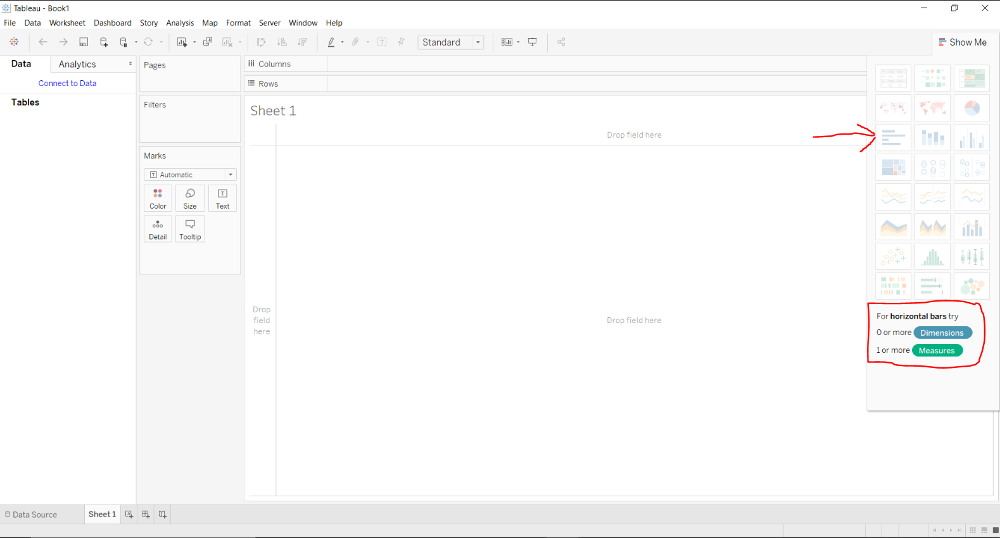 Tableau - Book1
File Data Worksheet Dashboard Story Analysis Map Format Server Window Help
Standard
Show Me
Data Analytics
Connect to Data
Tables
Pages
Filters
Marks
Automatic
Color Size Text
Detail Tooltip
Columns
Rows
Sheet 1
Drop field here
Drop
field
here
Drop field here
For horizontal bars try
0 or more Dimensions
1 or more Measures
Data Source Sheet 1